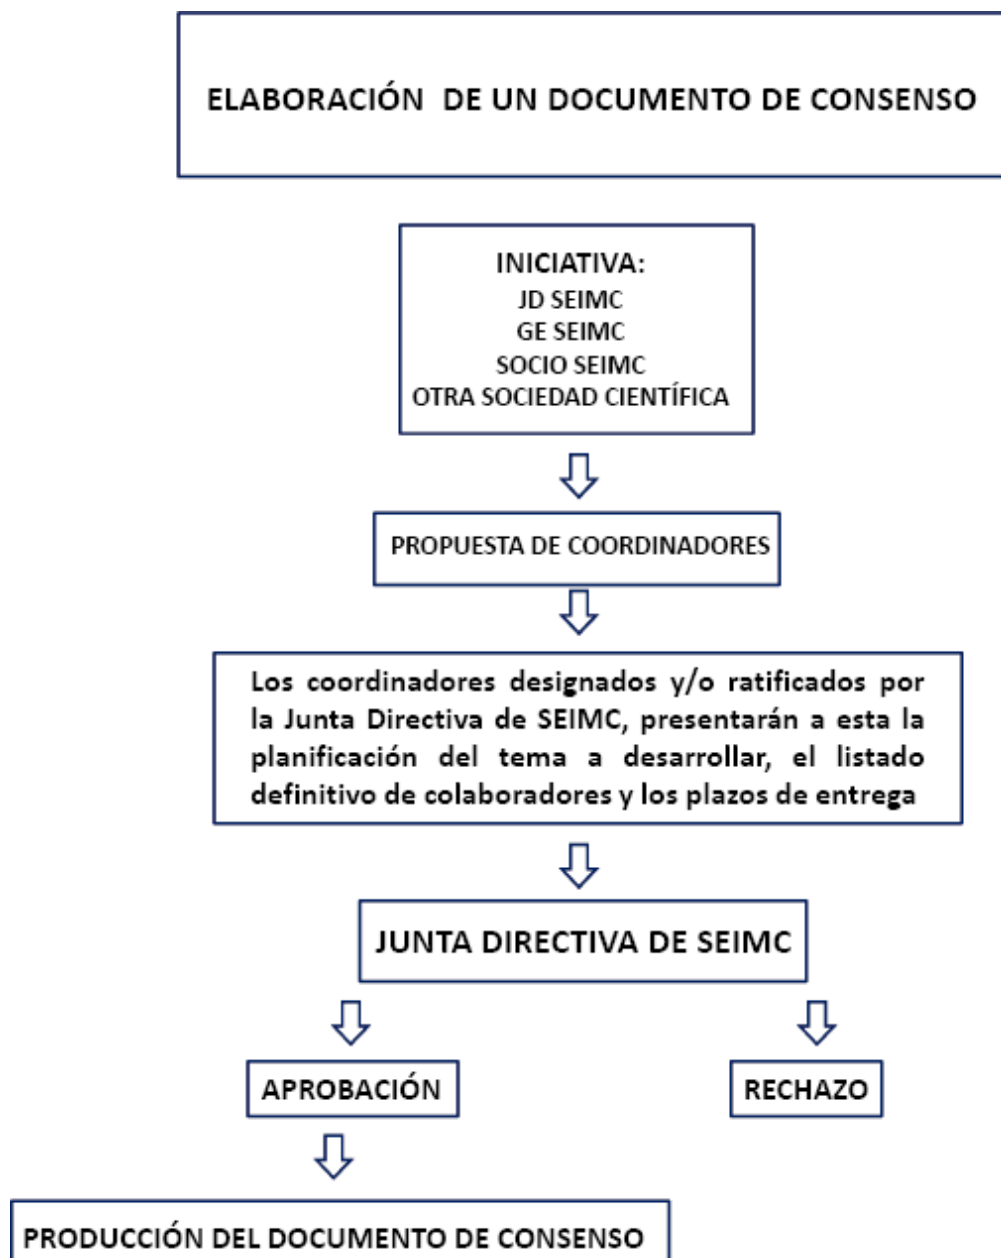 ELABORACIÓN DE UN DOCUMENTO DE CONSENSO
INICIATIVA:
JD SEIMC
GE SEIMC
SOCIO SEIMC
OTRA SOCIEDAD CIENTÍFICA
PROPUESTA DE COORDINADORES
Los coordinadores designados y/o ratificados por
la Junta Directiva de SEIMC, presentarán a esta la
planificación del tema a desarrollar, el listado
definitivo de colaboradores y los plazos de entrega
JUNTA DIRECTIVA DE SEIMC
APROBACIÓN
RECHAZO
PRODUCCIÓN DEL DOCUMENTO DE CONSENSO